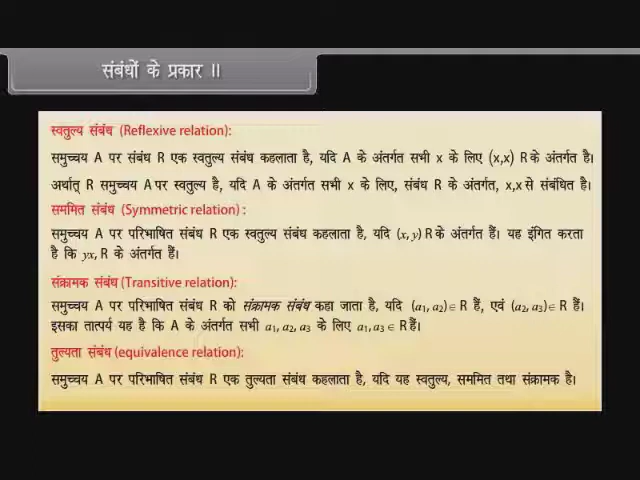 संबंधों के प्रकार II
स्वतुल्य संबंध (Reflexive relation):
समुच्चय A पर संबंध R एक स्वतुल्य संबंध कहलाता है, यदि A के अंतर्गत सभी x के लिए (x,x) R के अंतर्गत है।
अर्थात् R समुच्चय A पर स्वतुल्य है, यदि A के अंतर्गत सभी x के लिए, संबंध R के अंतर्गत, x,x से संबंधित है।
सममित संबंध (Symmetric relation) :
समुच्चय A पर परिभाषित संबंध R एक स्वतुल्य संबंध कहलाता है, यदि (x, y) R के अंतर्गत हैं। यह इंगित करता
है कि yx, R के अंतर्गत हैं।
संक्रामक संबंध (Transitive relation):
समुच्चय A पर परिभाषित संबंध R को संक्रामक संबंध कहा जाता है, यदि (a₁, a₂)∈ R हैं, एवं (a₂, a₃)∈ R हैं।
इसका तात्पर्य यह है कि A के अंतर्गत सभी a₁, a₂, a₃ के लिए a₁, a₃ ∈ R हैं।
तुल्यता संबंध (equivalence relation):
समुच्चय A पर परिभाषित संबंध R एक तुल्यता संबंध कहलाता है, यदि यह स्वतुल्य, सममित तथा संक्रामक है।